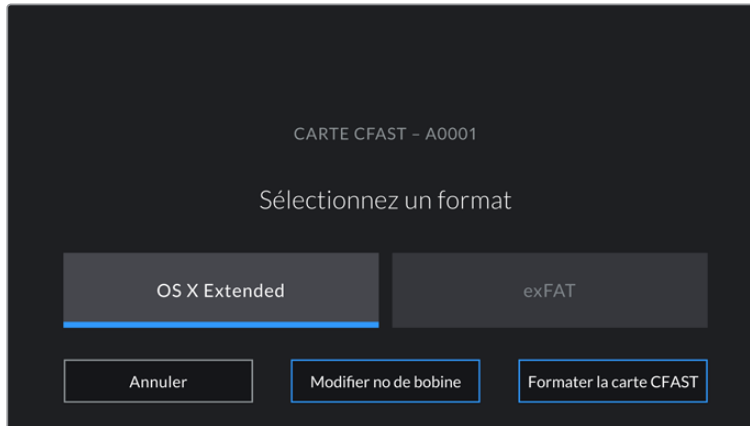 CARTE CFAST – A0001
Sélectionnez un format
OS X Extended
exFAT
Annuler
Modifier no de bobine
Formater la carte CFAST